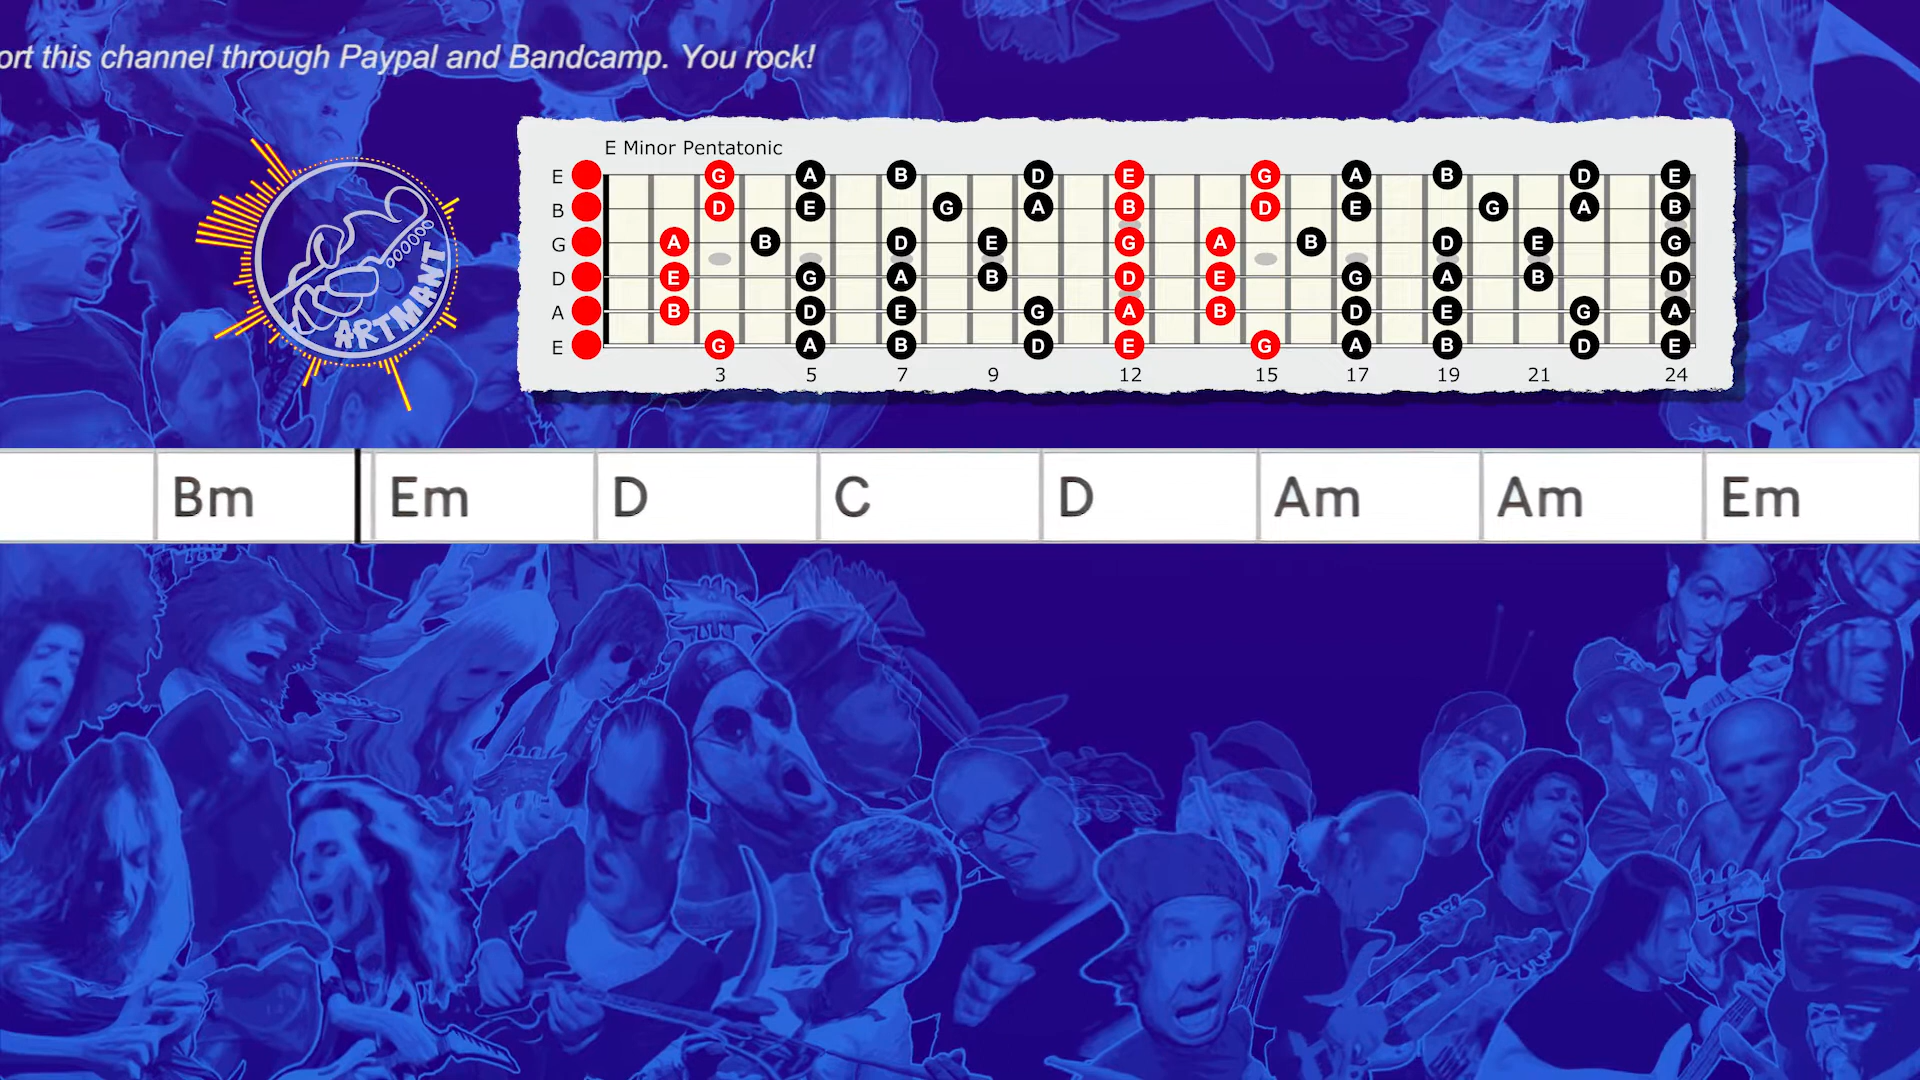 ort this channel through Paypal and Bandcamp. You rock!
ARTMANT
E Minor Pentatonic
E G A B D E G A B D E
B D E G A B D E G A B
G A B D E G A B D E G
D E G A B D E G A B D
A B D E G A B D E G A
E G A B D E G A B D E
3 5 7 9 12 15 17 19 21 24
Bm Em D C D Am Am Em